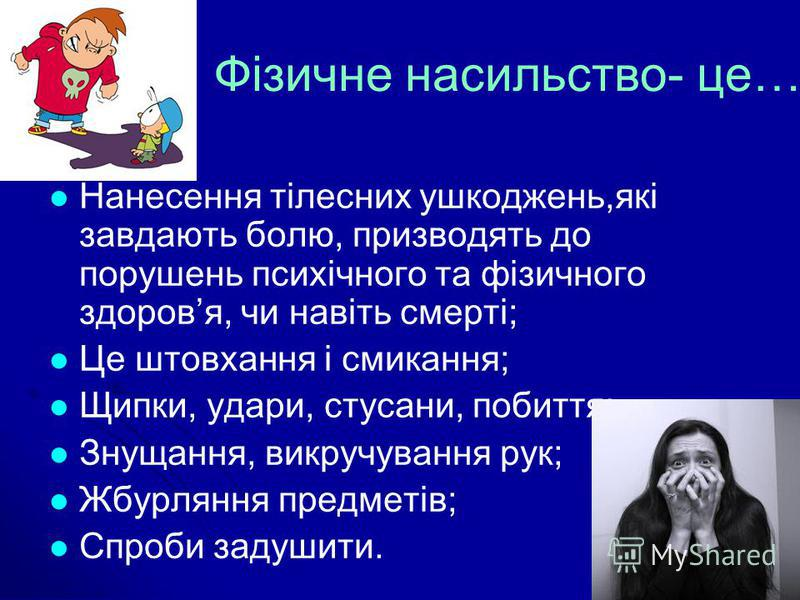 Фізичне насильство- це…
Нанесення тілесних ушкоджень,які
завдають болю, призводять до
порушень психічного та фізичного
здоров’я, чи навіть смерті;
Це штовхання і смикання;
Щипки, удари, стусани, побиття;
Знущання, викручування рук;
Жбурляння предметів;
Спроби задушити.
MyShared